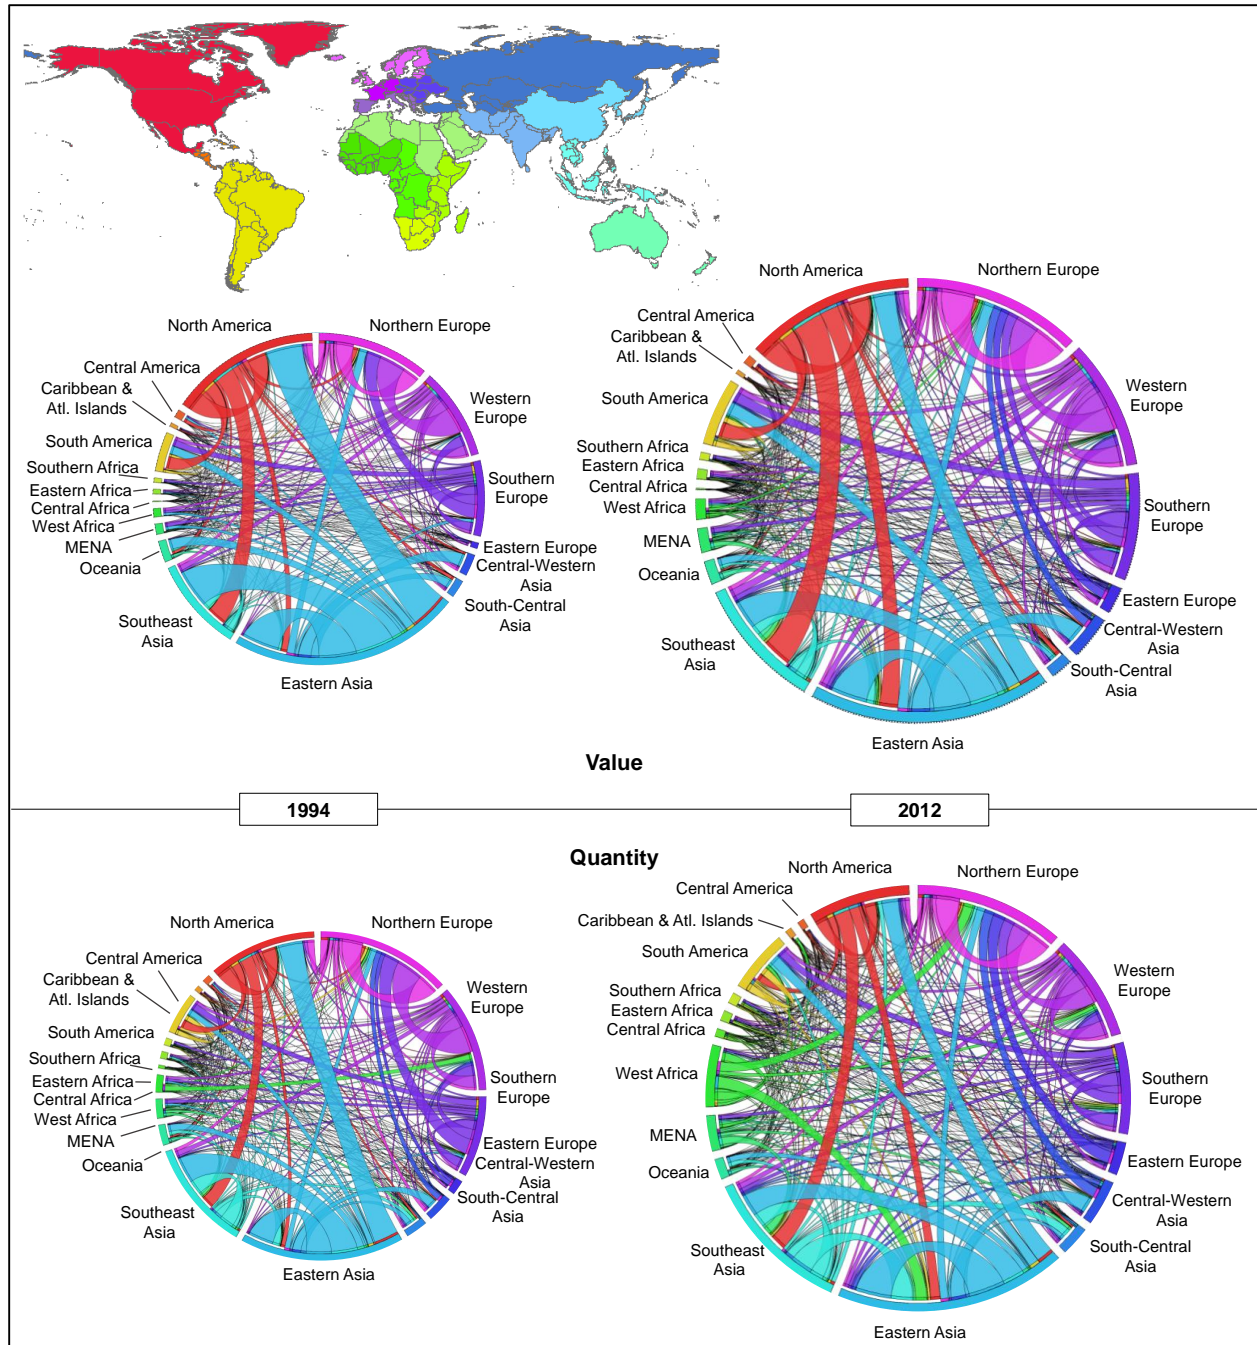 North America
Northern Europe
Central America
Caribbean &
Atl. Islands
South America
Southern Africa
Eastern Africa
Central Africa
West Africa
MENA
Oceania
Southeast
Asia
Eastern Asia
South-Central
Asia
Central-Western
Asia
Eastern Europe
Southern
Europe
Western
Europe
North America
Northern Europe
Central America
Caribbean &
Atl. Islands
South America
Southern Africa
Eastern Africa
Central Africa
West Africa
MENA
Oceania
Southeast
Asia
Eastern Asia
South-Central
Asia
Central-Western
Asia
Eastern Europe
Southern
Europe
Western
Europe
Value
1994
2012
Quantity
North America
Northern Europe
Central America
Caribbean &
Atl. Islands
South America
Southern Africa
Eastern Africa
Central Africa
West Africa
MENA
Oceania
Southeast
Asia
Eastern Asia
South-Central
Asia
Central-Western
Asia
Eastern Europe
Southern
Europe
Western
Europe
North America
Northern Europe
Central America
Caribbean & Atl. Islands
South America
Southern Africa
Eastern Africa
Central Africa
West Africa
MENA
Oceania
Southeast
Asia
Eastern Asia
South-Central
Asia
Central-Western
Asia
Eastern Europe
Southern
Europe
Western
Europe